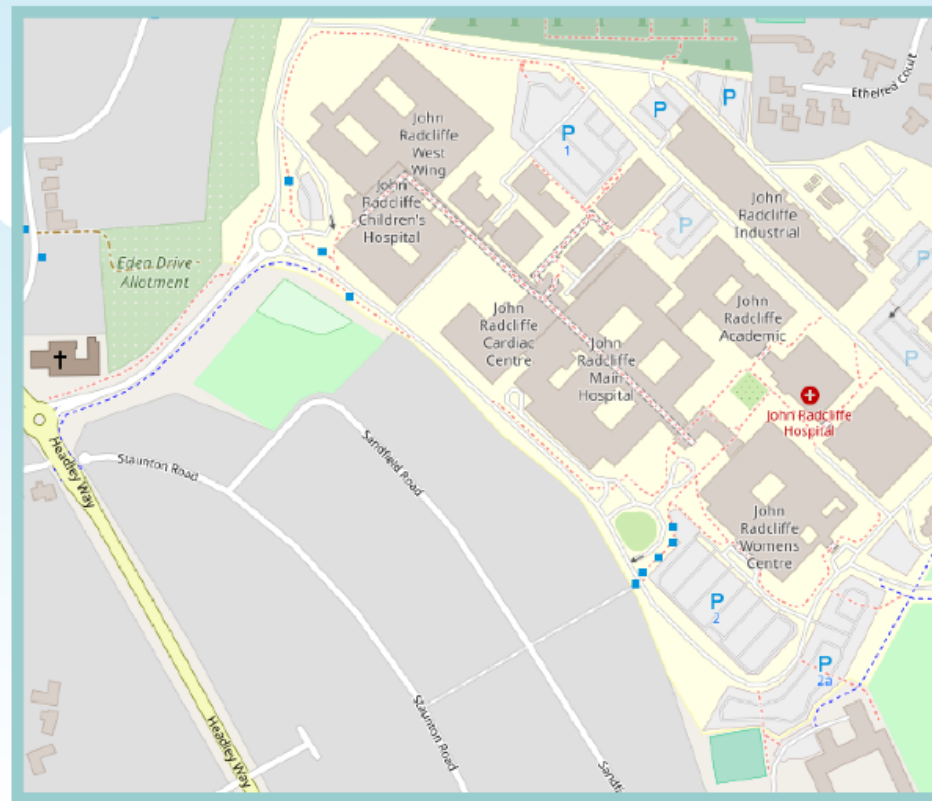 Ethelred Court
John
Radcliffe
West
Wing
P
1
P
P
John
Radcliffe
Children's
Hospital
P
John
Radcliffe
Industrial
P
Eden Drive
Allotment
John
Radcliffe
Cardiac
Centre
John
Radcliffe
Main
Hospital
John
Radcliffe
Academic
P
John Radcliffe
Hospital
Headley Way
Staunton Road
Sandfield Road
John
Radcliffe
Womens
Centre
P
2
P
2a
Staunton Road
Headley Way
Sandfi